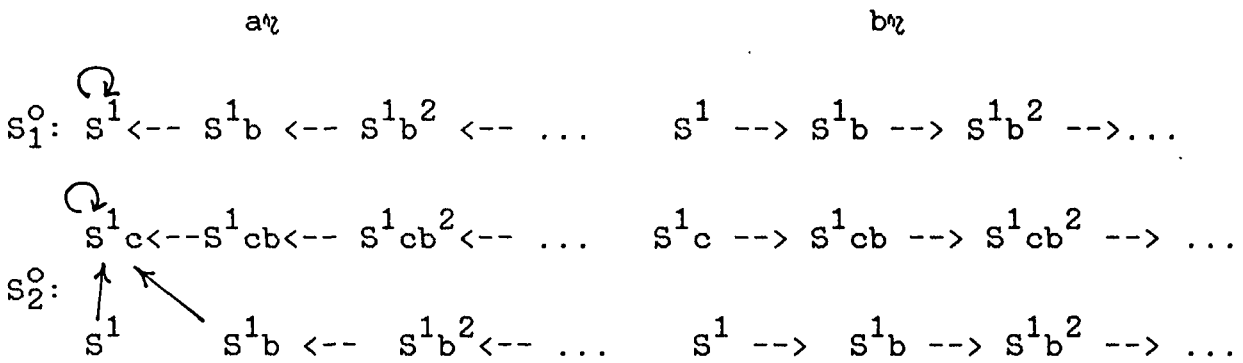 aη bη
S₁°: S¹ <-- S¹b <-- S¹b² <-- ... S¹ --> S¹b --> S¹b² -->...
S¹c<--S¹cb<-- S¹cb²<-- ... S¹c --> S¹cb --> S¹cb² --> ...
S₂°:
S¹ S¹b <-- S¹b²<-- ... S¹ --> S¹b --> S¹b² --> ...